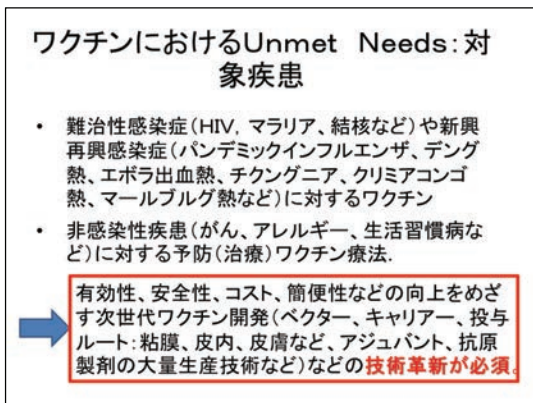 ワクチンにおけるUnmet Needs:対
象疾患
• 難治性感染症(HIV, マラリア、結核など)や新興
再興感染症(パンデミックインフルエンザ、デング
熱、エボラ出血熱、チクングニア、クリミアコンゴ
熱、マールブルグ熱など)に対するワクチン
• 非感染性疾患(がん、アレルギー、生活習慣病な
ど)に対する予防(治療)ワクチン療法.
有効性、安全性、コスト、簡便性などの向上をめざ
す次世代ワクチン開発(ベクター、キャリアー、投与
ルート:粘膜、皮内、皮膚など、アジュバント、抗原
製剤の大量生産技術など)などの技術革新が必須。